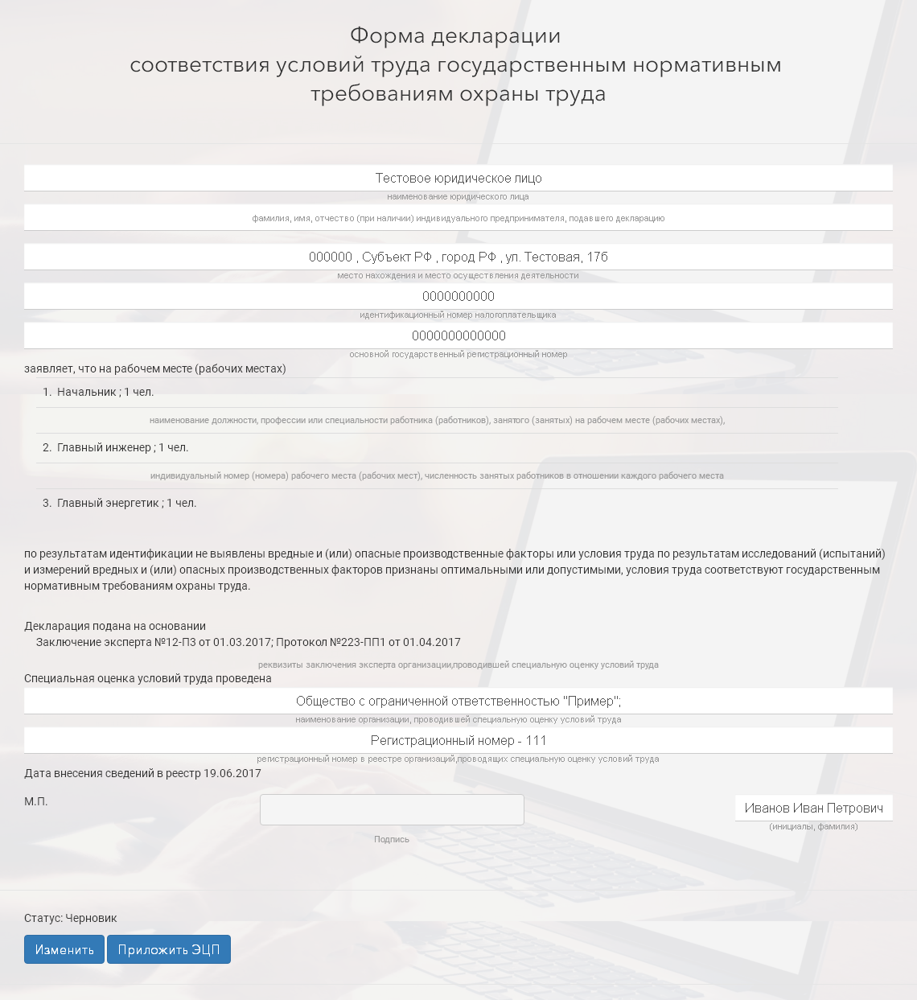 Форма декларации
соответствия условий труда государственным нормативным
требованиям охраны труда
Тестовое юридическое лицо
наименование юридического лица
фамилия, имя, отчество (при наличии) индивидуального предпринимателя, подавшего декларацию
000000 , Субъект РФ , город РФ , ул. Тестовая, 17б
место нахождения и место осуществления деятельности
0000000000
идентификационный номер налогоплательщика
0000000000000
основной государственный регистрационный номер
заявляет, что на рабочем месте (рабочих местах)
1. Начальник ; 1 чел.
наименование должности, профессии или специальности работника (работников), занятого (занятых) на рабочем месте (рабочих местах),
2. Главный инженер ; 1 чел.
индивидуальный номер (номера) рабочего места (рабочих мест), численность занятых работников в отношении каждого рабочего места
3. Главный энергетик ; 1 чел.
по результатам идентификации не выявлены вредные и (или) опасные производственные факторы или условия труда по результатам исследований (испытаний)
и измерений вредных и (или) опасных производственных факторов признаны оптимальными или допустимыми, условия труда соответствуют государственным
нормативным требованиям охраны труда.
Декларация подана на основании
Заключение эксперта №12-П3 от 01.03.2017; Протокол №223-ПП1 от 01.04.2017
реквизиты заключения эксперта организации,проводившей специальную оценку условий труда
Специальная оценка условий труда проведена
Общество с ограниченной ответственностью "Пример";
наименование организации, проводившей специальную оценку условий труда
Регистрационный номер - 111
регистрационный номер в реестре организаций,проводящих специальную оценку условий труда
Дата внесения сведений в реестр 19.06.2017
М.П.
Иванов Иван Петрович
(инициалы, фамилия)
Подпись
Статус: Черновик
Изменить Приложить ЭЦП